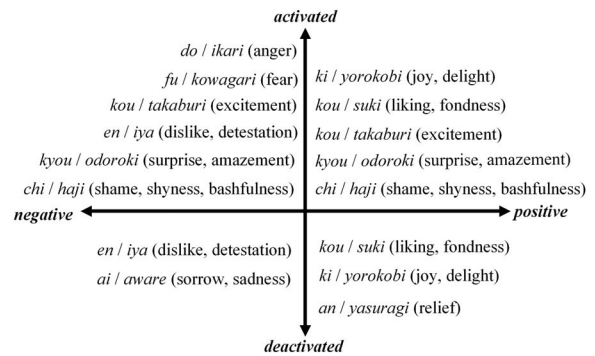 activated
do / ikari (anger)
fu / kowagari (fear)
kou / takaburi (excitement)
en / iya (dislike, detestation)
kyou / odoroki (surprise, amazement)
chi / haji (shame, shyness, bashfulness)
ki / yorokobi (joy, delight)
kou / suki (liking, fondness)
kou / takaburi (excitement)
kyou / odoroki (surprise, amazement)
chi / haji (shame, shyness, bashfulness)
negative
positive
en / iya (dislike, detestation)
ai / aware (sorrow, sadness)
kou / suki (liking, fondness)
ki / yorokobi (joy, delight)
an / yasuragi (relief)
deactivated